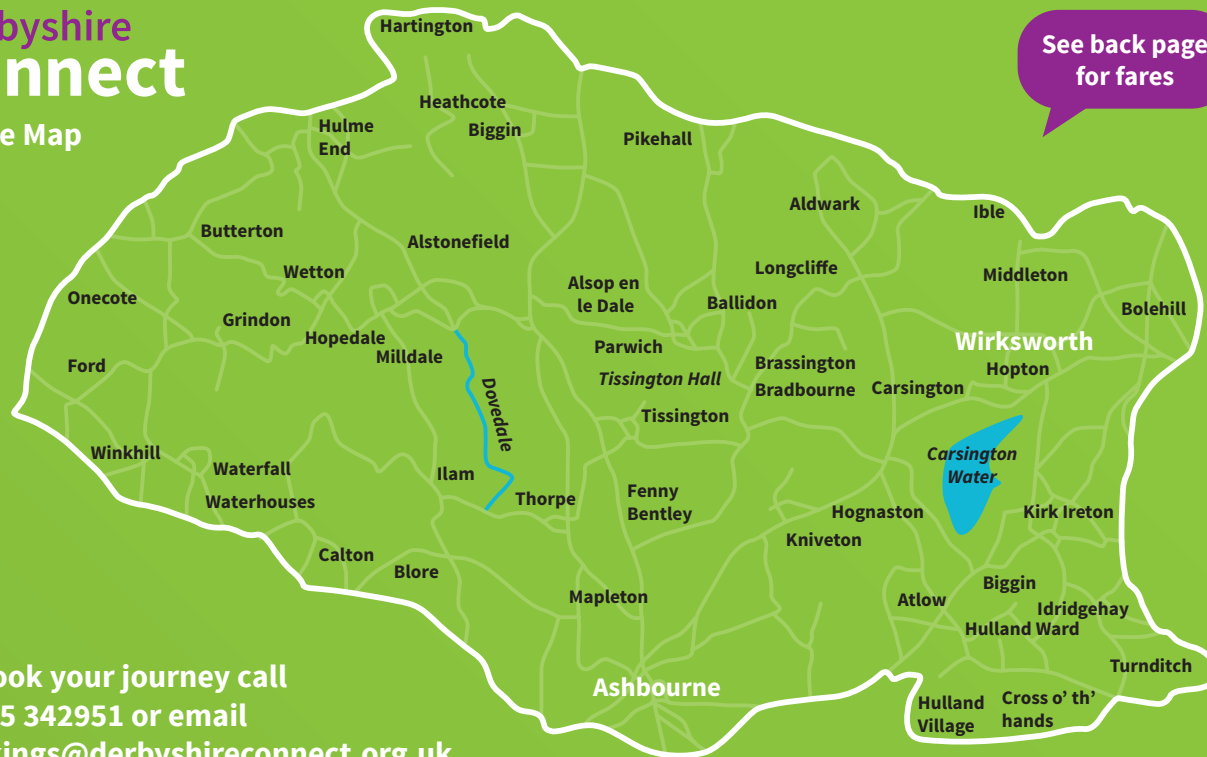 byshire
nnect
e Map
See back page
for fares
Hartington
Heathcote
Biggin
Hulme
End
Pikehall
Aldwark
Ible
Butterton
Alstonefield
Wetton
Longcliffe
Middleton
Alsop en
le Dale
Onecote
Ballidon
Bolehill
Grindon
Hopedale
Wirksworth
Milldale
Parwich
Brassington
Hopton
Ford
Tissington Hall
Bradbourne
Carsington
Dovedale
Tissington
Winkhill
Carsington
Water
Waterfall
Ilam
Waterhouses
Thorpe
Fenny
Bentley
Hognaston
Kirk Ireton
Kniveton
Calton
Blore
Biggin
Mapleton
Atlow
Idridgehay
Hulland Ward
Turnditch
Ashbourne
Hulland
Village
Cross o’ th’
hands
ook your journey call
5 342951 or email
kings@derbyshireconnect.org.uk